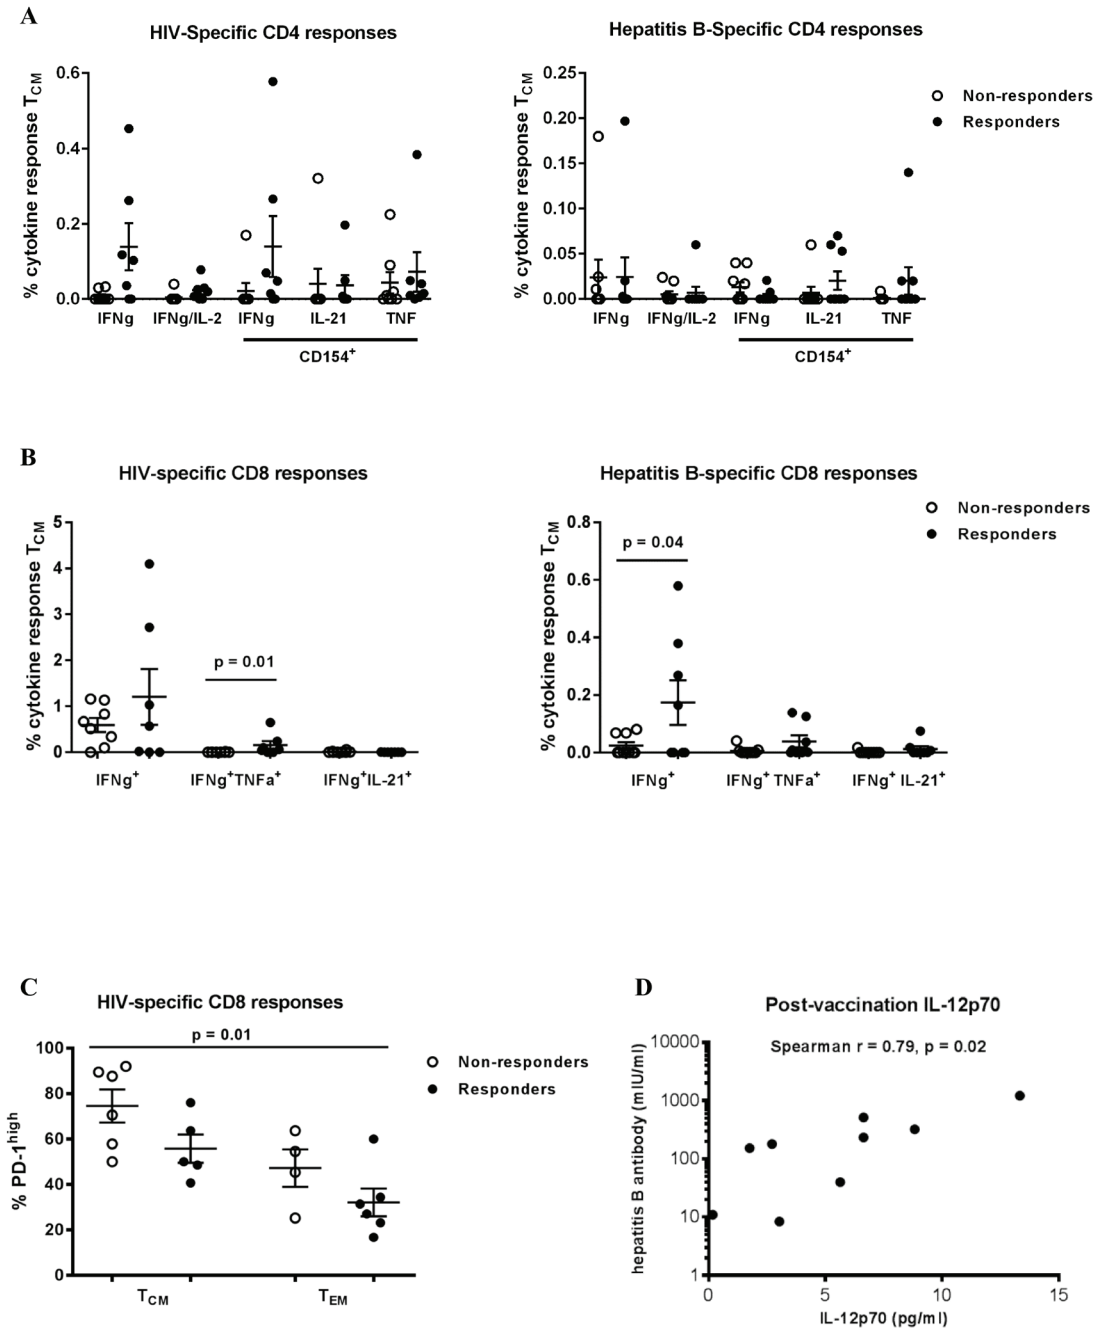 A
HIV-Specific CD4 responses
% cytokine response TCM
0.6
0.4
0.2
0.0
IFNg IFNg/IL-2 IFNg IL-21 TNF
CD154+
Hepatitis B-Specific CD4 responses
% cytokine response TCM
0.25
0.20
0.15
0.10
0.05
0.00
IFNg IFNg/IL-2 IFNg IL-21 TNF
CD154+
Non-responders
Responders
B
HIV-specific CD8 responses
% cytokine response TCM
5
4
3
2
1
0
p = 0.01
IFNg+ IFNg+TNFa+ IFNg+IL-21+
Hepatitis B-specific CD8 responses
% cytokine response TCM
0.8
0.6
0.4
0.2
0.0
p = 0.04
IFNg+ IFNg+ TNFa+ IFNg+ IL-21+
Non-responders
Responders
C
HIV-specific CD8 responses
p = 0.01
% PD-1high
100
80
60
40
20
0
TCM TEM
Non-responders
Responders
D
Post-vaccination IL-12p70
Spearman r = 0.79, p = 0.02
hepatitis B antibody (mIU/ml)
10000
1000
100
10
1
0 5 10 15
IL-12p70 (pg/ml)